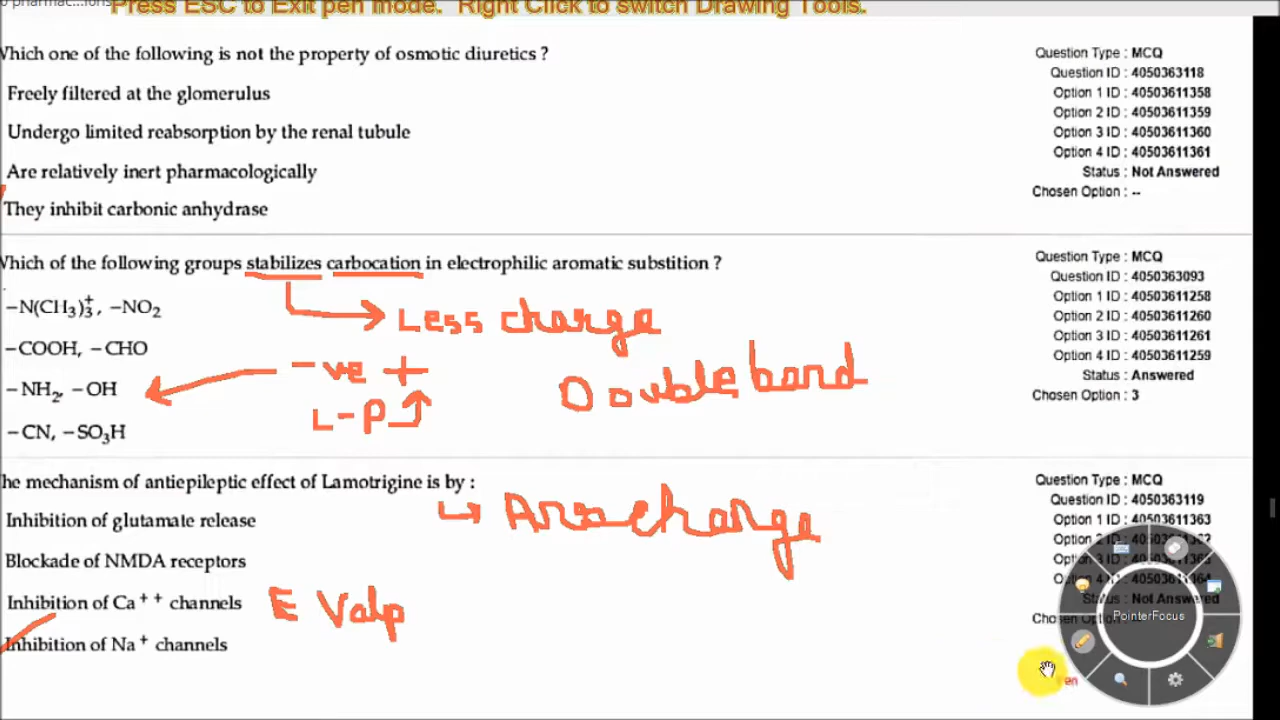 Press ESC to Exit pen mode. Right Click to switch Drawing Tools.
Which one of the following is not the property of osmotic diuretics ?
Freely filtered at the glomerulus
Undergo limited reabsorption by the renal tubule
Are relatively inert pharmacologically
They inhibit carbonic anhydrase
Question Type : MCQ
Question ID : 4050363118
Option 1 ID : 40503611358
Option 2 ID : 40503611359
Option 3 ID : 40503611360
Option 4 ID : 40503611361
Status : Not Answered
Chosen Option : --
Which of the following groups stabilizes carbocation in electrophilic aromatic substition ?
-N(CH3)3+, -NO2
-COOH, -CHO
-NH2, -OH
-CN, -SO3H
Less charge
-ve +
L-P
Double bond
Question Type : MCQ
Question ID : 4050363093
Option 1 ID : 40503611258
Option 2 ID : 40503611260
Option 3 ID : 40503611261
Option 4 ID : 40503611259
Status : Answered
Chosen Option : 3
he mechanism of antiepileptic effect of Lamotrigine is by :
Inhibition of glutamate release
Blockade of NMDA receptors
Inhibition of Ca++ channels
Inhibition of Na+ channels
E Valp
Question Type : MCQ
Question ID : 4050363119
Option 1 ID : 40503611363
Status : Not Answered
PointerFocus